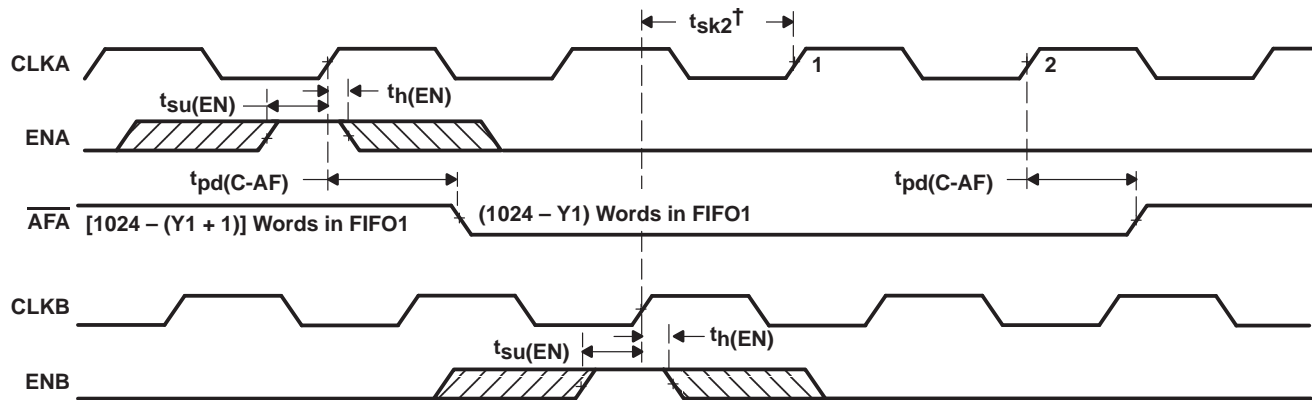 tsk2†
CLKA
1
2
tsu(EN)
th(EN)
ENA
tpd(C-AF)
tpd(C-AF)
AFA
[1024 – (Y1 + 1)] Words in FIFO1
(1024 – Y1) Words in FIFO1
CLKB
tsu(EN)
th(EN)
ENB